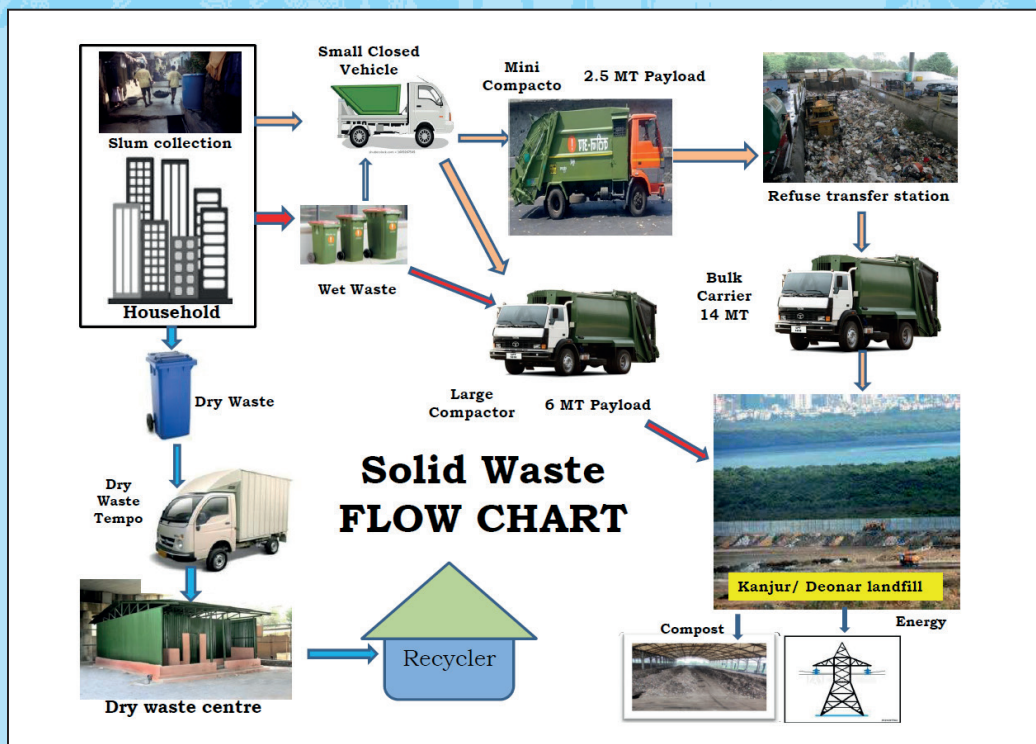 Small Closed
Vehicle
Mini
Compacto
2.5 MT Payload
Slum collection
Refuse transfer station
Household
Wet Waste
Bulk
Carrier
14 MT
Dry Waste
Large
Compactor
6 MT Payload
Dry
Waste
Tempo
Solid Waste
FLOW CHART
Kanjur/ Deonar landfill
Compost
Energy
Recycler
Dry waste centre